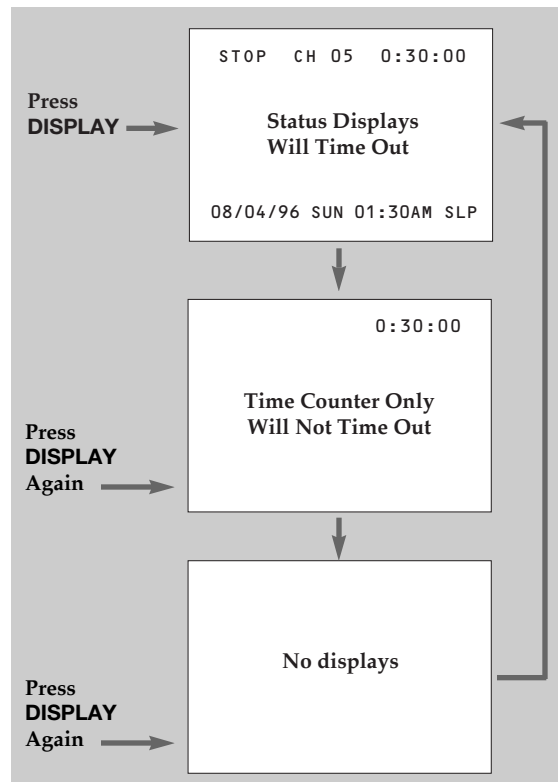 STOP CH 05 0:30:00
Press
DISPLAY
Status Displays
Will Time Out
08/04/96 SUN 01:30AM SLP
0:30:00
Time Counter Only
Will Not Time Out
Press
DISPLAY
Again
No displays
Press
DISPLAY
Again